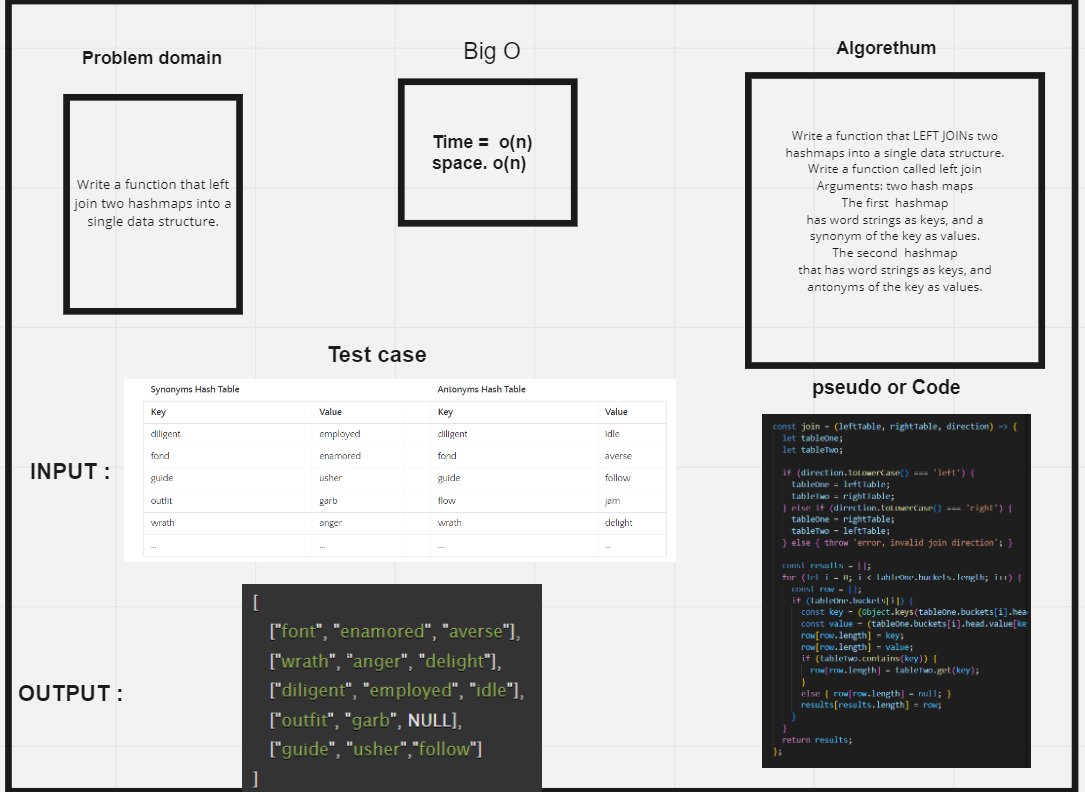 Problem domain
Big O
Algorethum
Write a function that left
join two hashmaps into a
single data structure.
Time = o(n)
space. o(n)
Write a function that LEFT JOINs two
hashmaps into a single data structure.
Write a function called left join
Arguments: two hash maps
The first hashmap
has word strings as keys, and a
synonym of the key as values.
The second hashmap
that has word strings as keys, and
antonyms of the key as values.
Test case
INPUT :
Synonyms Hash Table Antonyms Hash Table
Key Value Key Value
diligent employed diligent idle
fond enamored fond averse
guide usher guide follow
outfit garb flow jam
wrath anger wrath delight
... ... ... ...
OUTPUT :
[
["font", "enamored", "averse"],
["wrath", "anger", "delight"],
["diligent", "employed", "idle"],
["outfit", "garb", NULL],
["guide", "usher","follow"]
]
pseudo or Code
const join = (leftTable, rightTable, direction) => {
let tableOne;
let tableTwo;
if (direction.toLowerCase() === 'left') {
tableOne = leftTable;
tableTwo = rightTable;
} else if (direction.toLowerCase() === 'right') {
tableOne = rightTable;
tableTwo = leftTable;
} else { throw 'error, invalid join direction'; }
const results = [];
for (let i = 0; i < tableOne.buckets.length; i++) {
const row = [];
if (tableOne.buckets[i]) {
const key = (Object.keys(tableOne.buckets[i].hea
const value = (tableOne.buckets[i].head.value[ke
row[row.length] = key;
row[row.length] = value;
if (tableTwo.contains(key)) {
row[row.length] = tableTwo.get(key);
}
else { row[row.length] = null; }
results[results.length] = row;
}
}
return results;
};